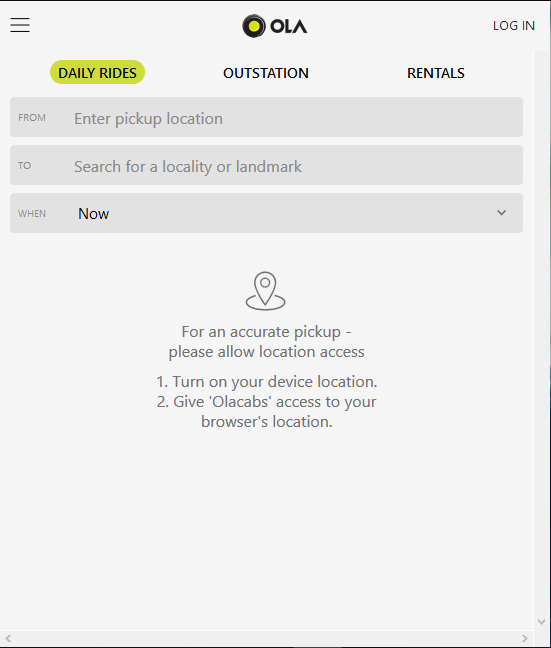 OLA
LOG IN
DAILY RIDES
OUTSTATION
RENTALS
FROM
Enter pickup location
TO
Search for a locality or landmark
WHEN
Now
For an accurate pickup -
please allow location access
1. Turn on your device location.
2. Give 'Olacabs' access to your
browser's location.